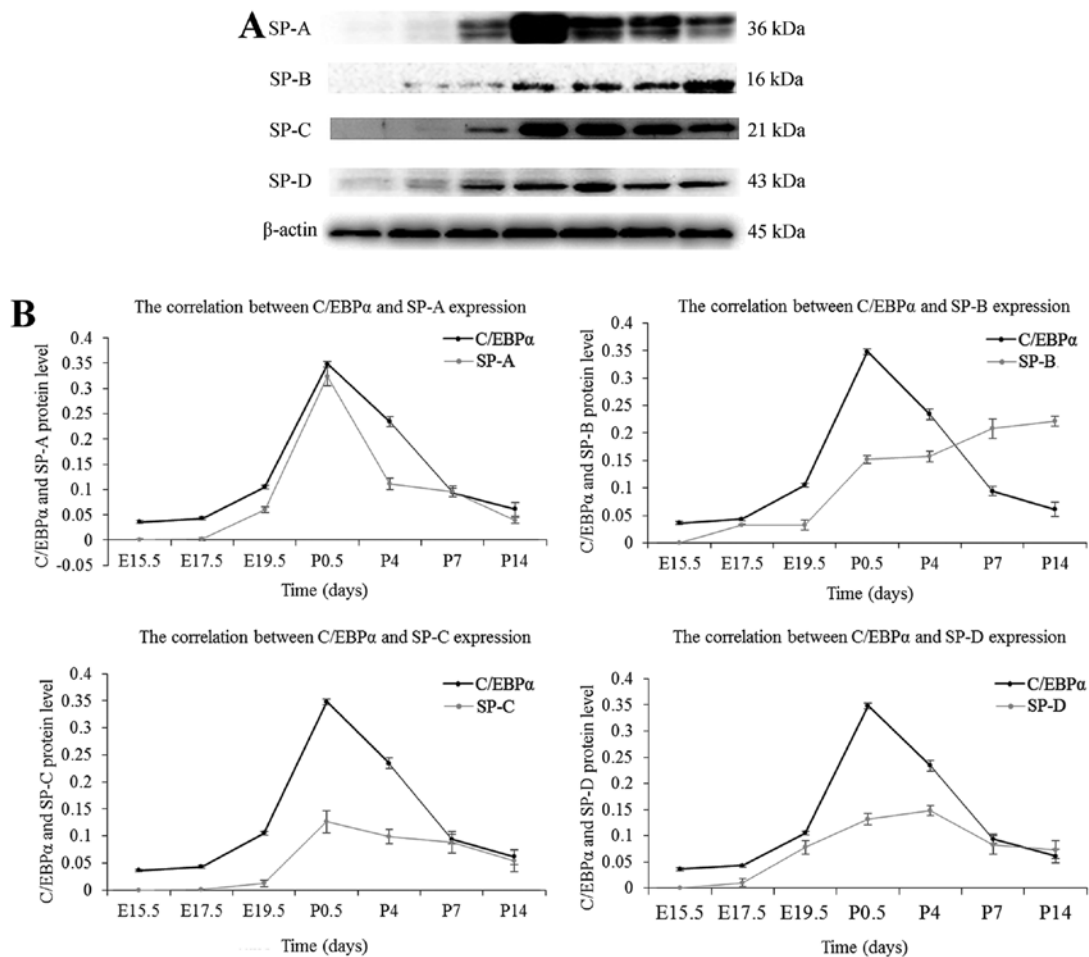 A
SP-A 36 kDa
SP-B 16 kDa
SP-C 21 kDa
SP-D 43 kDa
β-actin 45 kDa
B
The correlation between C/EBPα and SP-A expression
C/EBPα and SP-A protein level
0.4
0.35
0.3
0.25
0.2
0.15
0.1
0.05
0
-0.05
C/EBPα
SP-A
E15.5 E17.5 E19.5 P0.5 P4 P7 P14
Time (days)
The correlation between C/EBPα and SP-B expression
C/EBPα and SP-B protein level
0.4
0.35
0.3
0.25
0.2
0.15
0.1
0.05
0
C/EBPα
SP-B
E15.5 E17.5 E19.5 P0.5 P4 P7 P14
Time (days)
The correlation between C/EBPα and SP-C expression
C/EBPα and SP-C protein level
0.4
0.35
0.3
0.25
0.2
0.15
0.1
0.05
0
C/EBPα
SP-C
E15.5 E17.5 E19.5 P0.5 P4 P7 P14
Time (days)
The correlation between C/EBPα and SP-D expression
C/EBPα and SP-D protein level
0.4
0.35
0.3
0.25
0.2
0.15
0.1
0.05
0
C/EBPα
SP-D
E15.5 E17.5 E19.5 P0.5 P4 P7 P14
Time (days)